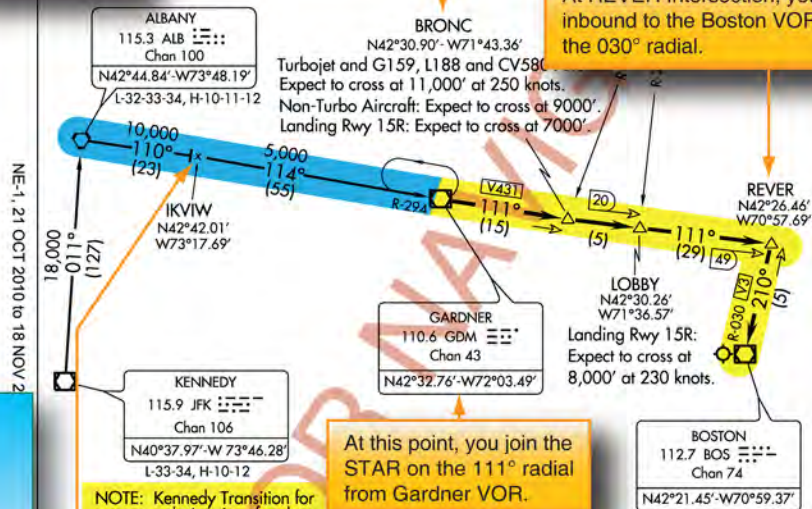 ALBANY
115.3 ALB
Chan 100
N42°44.84'-W73°48.19'
L-32-33-34, H-10-11-12
BRONC
N42°30.90'- W71°43.36'
Turbojet and G159, L188 and CV580
Expect to cross at 11,000' at 250 knots.
Non-Turbo Aircraft: Expect to cross at 9000'.
Landing Rwy 15R: Expect to cross at 7000'.
At REVER intersection, you
inbound to the Boston VOR
the 030° radial.
10,000
110°
(23)
5,000
114°
(55)
R-294
IKVIW
N42°42.01'
W73°17.69'
V431
111°
(15)
20
(5)
111°
(29)
49
REVER
N42°26.46'
W70°57.69'
LOBBY
N42°30.26'
W71°36.57'
Landing Rwy 15R:
Expect to cross at
8,000' at 230 knots.
210°
(5)
V3
R-030
18,000
011°
(127)
NE-1, 21 OCT 2010 to 18 NOV 2
GARDNER
110.6 GDM
Chan 43
N42°32.76'-W72°03.49'
KENNEDY
115.9 JFK
Chan 106
N40°37.97'-W 73°46.28'
L-33-34, H-10-12
At this point, you join the
STAR on the 111° radial
from Gardner VOR.
BOSTON
112.7 BOS
Chan 74
N42°21.45'-W70°59.37'
NOTE: Kennedy Transition for
OR NAVIG